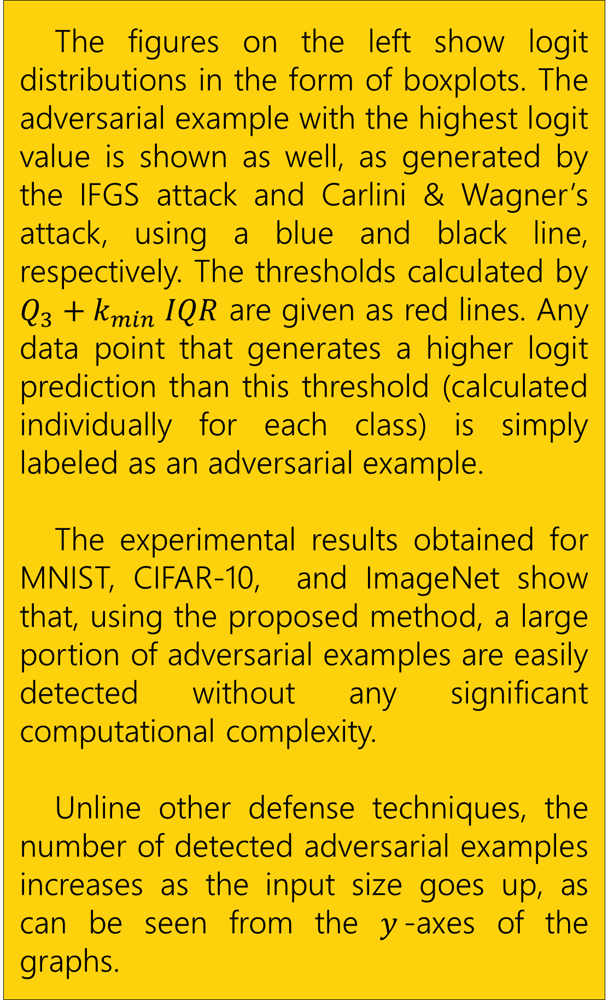 The figures on the left show logit
distributions in the form of boxplots. The
adversarial example with the highest logit
value is shown as well, as generated by
the IFGS attack and Carlini & Wagner’s
attack, using a blue and black line,
respectively. The thresholds calculated by
𝑄₃ + 𝑘ₘᵢₙ 𝐼𝑄𝑅 are given as red lines. Any
data point that generates a higher logit
prediction than this threshold (calculated
individually for each class) is simply
labeled as an adversarial example.
The experimental results obtained for
MNIST, CIFAR-10, and ImageNet show
that, using the proposed method, a large
portion of adversarial examples are easily
detected without any significant
computational complexity.
Unline other defense techniques, the
number of detected adversarial examples
increases as the input size goes up, as
can be seen from the 𝑦-axes of the
graphs.